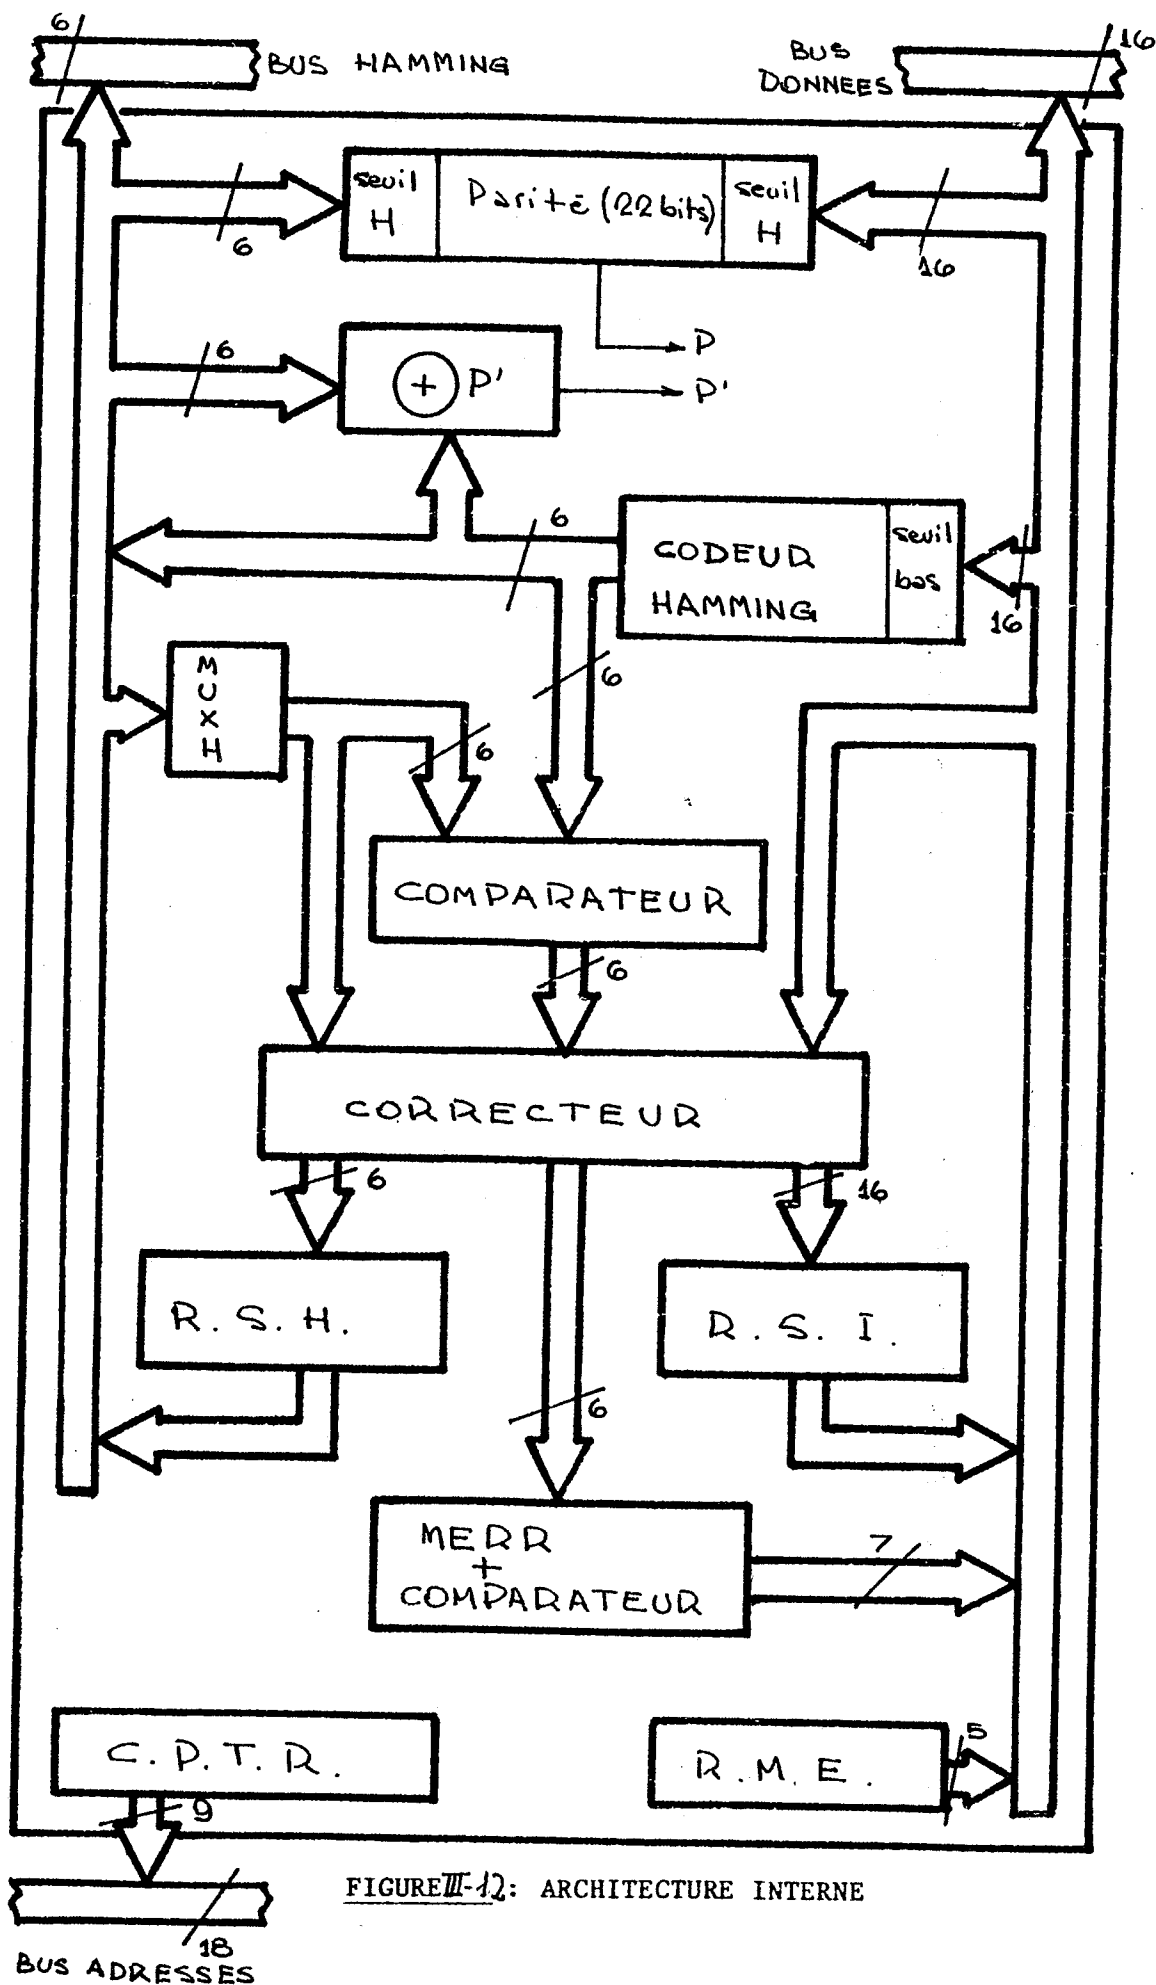 6
BUS HAMMING
BUS
DONNEES
16
seuil
H
Parité (22 bits)
seuil
H
6
16
P
6
+ P'
P'
6
CODEUR
HAMMING
seuil
bas
16
6
M
U
X
H
6
COMPARATEUR
6
CORRECTEUR
6
16
R. S. H.
R. S. I.
6
MERR
+
COMPARATEUR
7
C.P.T.R.
R.M.E.
5
9
FIGURE III-12: ARCHITECTURE INTERNE
18
BUS ADRESSES